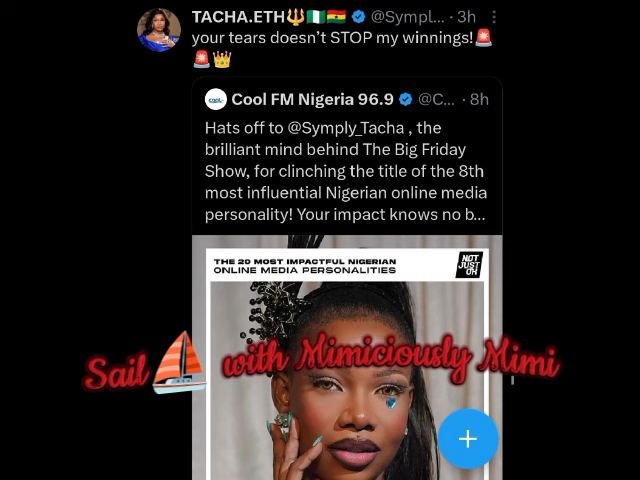 TACHA.ETH🔱🇳🇬🇬🇭 @Sympl... · 3h
your tears doesn't STOP my winnings!🚨
🚨👑
cool
Cool FM Nigeria 96.9 @C... · 8h
Hats off to @Symply_Tacha , the
brilliant mind behind The Big Friday
Show, for clinching the title of the 8th
most influential Nigerian online media
personality! Your impact knows no b...
THE 20 MOST IMPACTFUL NIGERIAN
ONLINE MEDIA PERSONALITIES
NOT
JUST
OK
Sail⛵ with Mimiciously Mimi